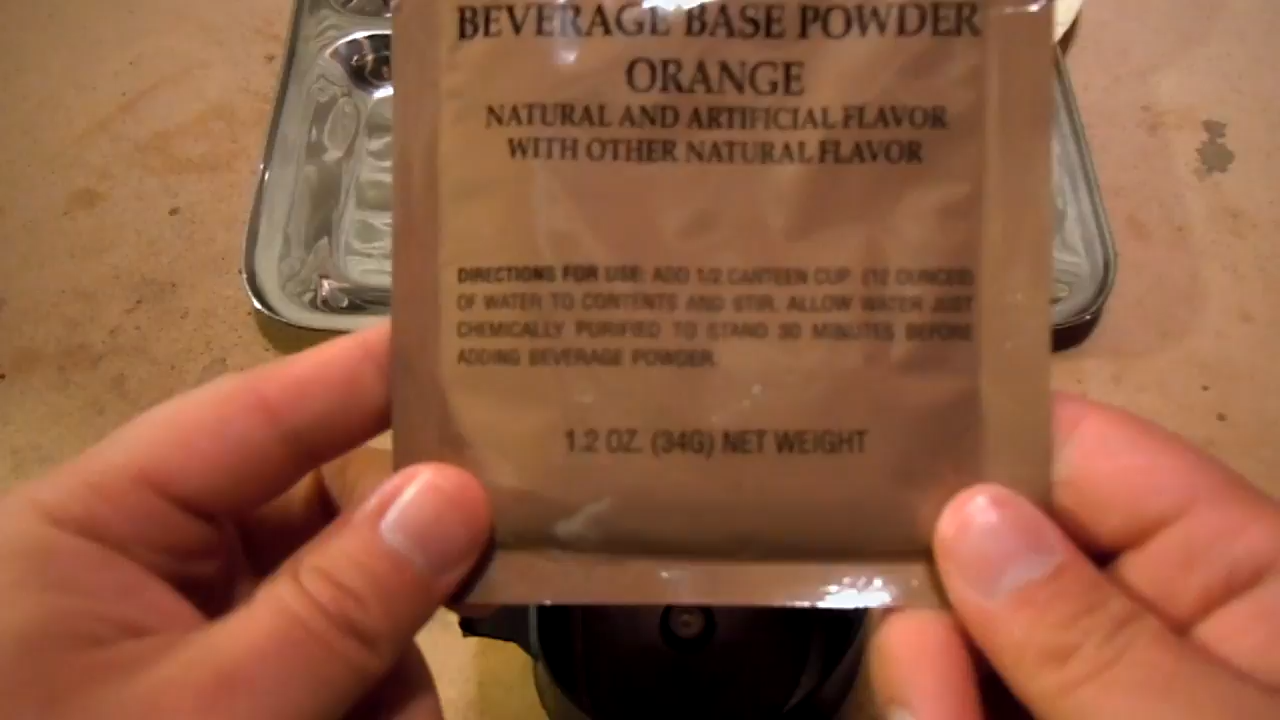 BEVERAGE BASE POWDER
ORANGE
NATURAL AND ARTIFICIAL FLAVOR
WITH OTHER NATURAL FLAVOR
DIRECTIONS FOR USE: ADD 1/2 CANTEEN CUP (12 OUNCES)
OF WATER TO CONTENTS AND STIR. ALLOW WATER JUST
CHEMICALLY PURIFIED TO STAND 30 MINUTES BEFORE
ADDING BEVERAGE POWDER.
1.2 OZ. (34G) NET WEIGHT